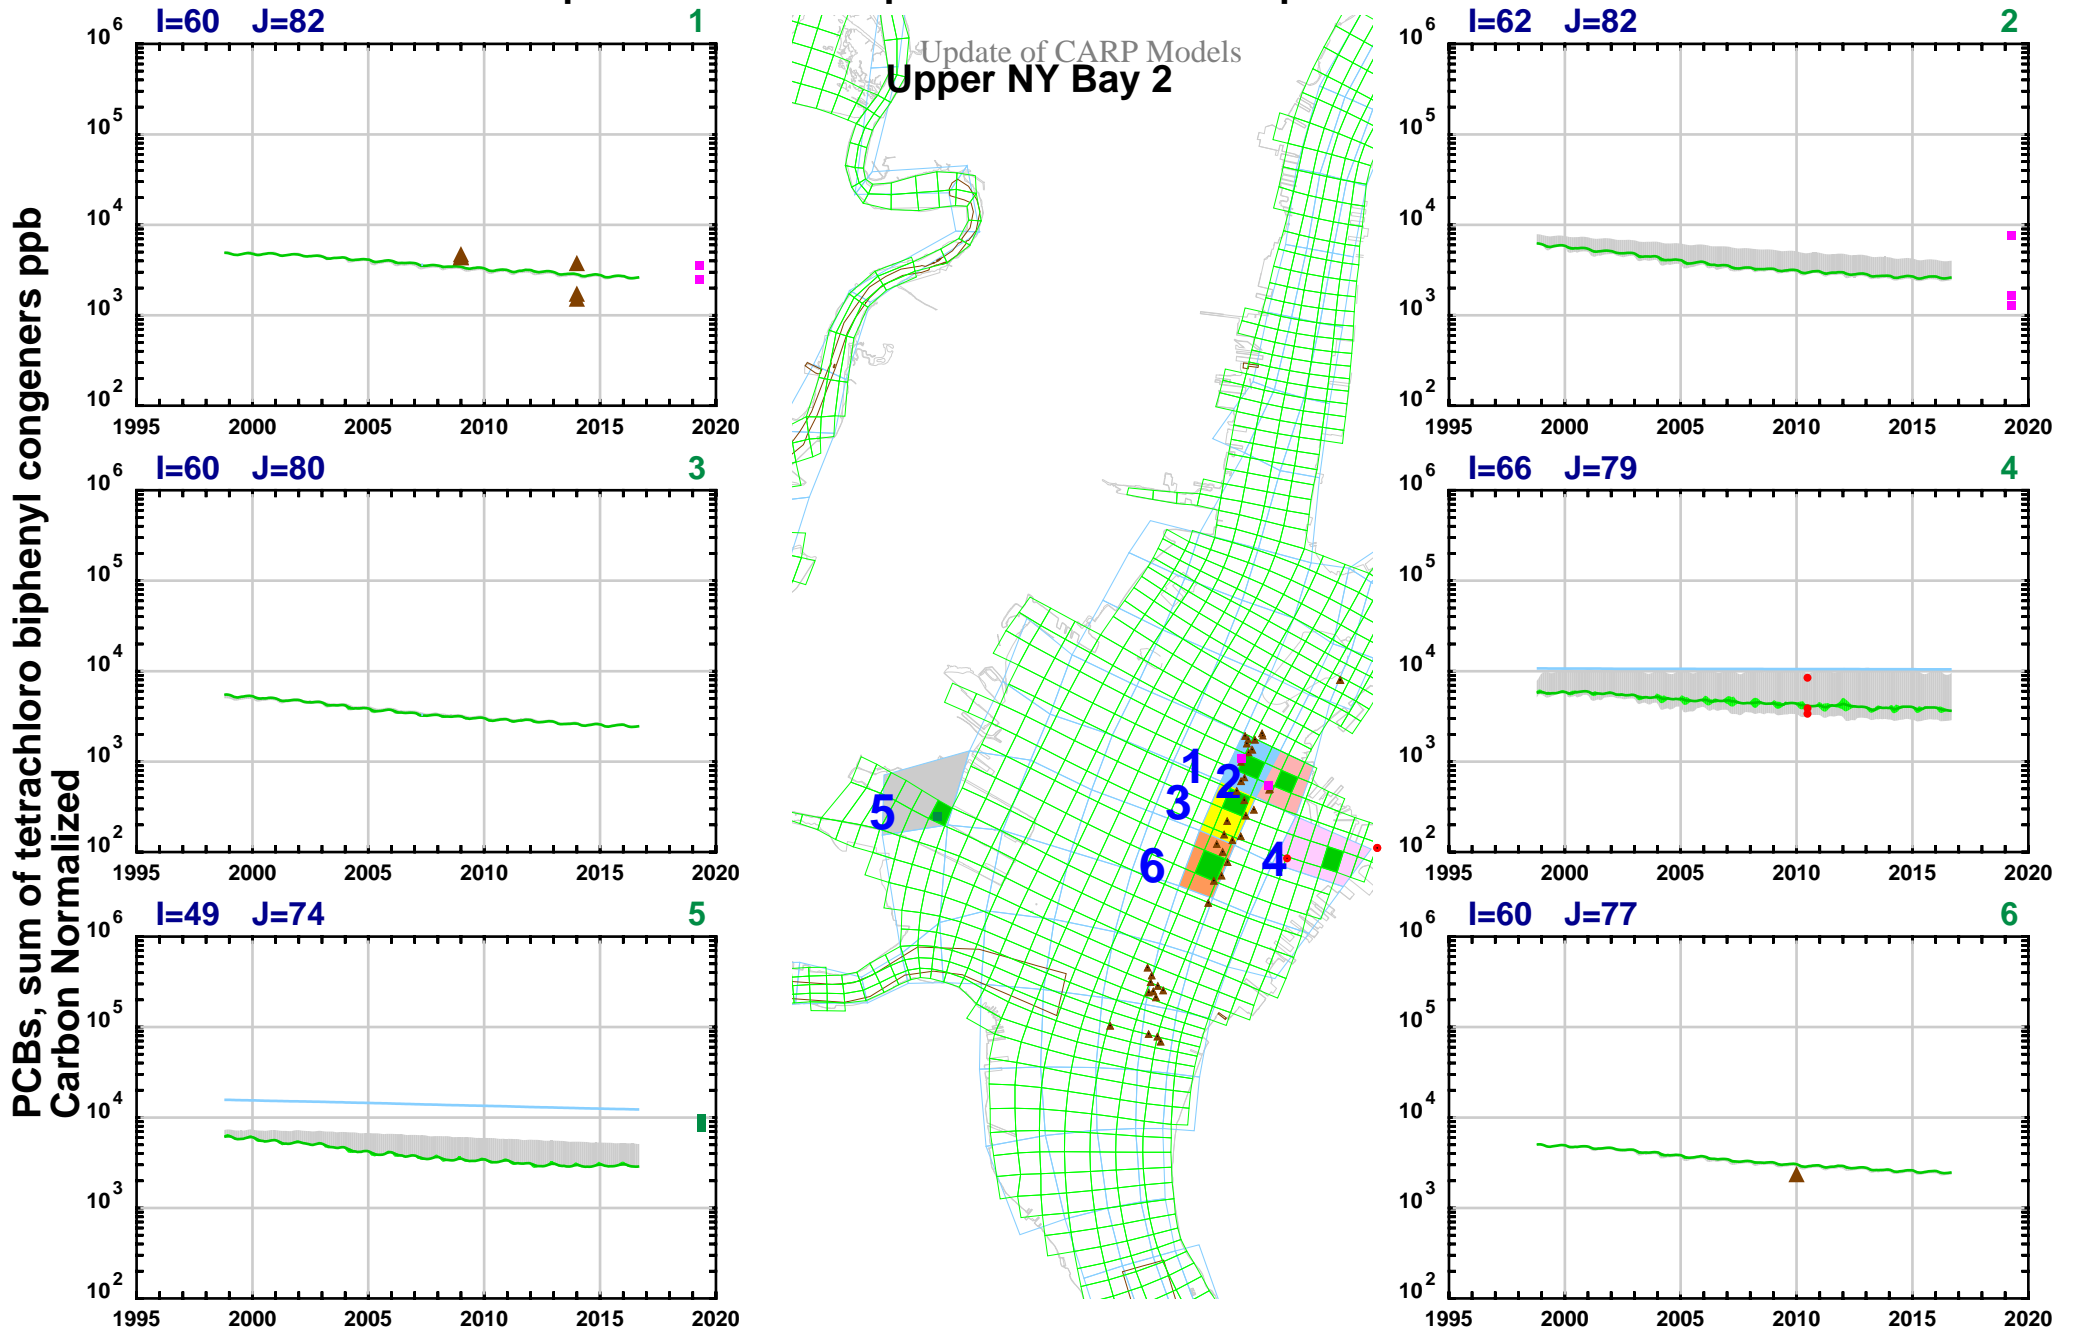 Update of CARP Models
Upper NY Bay 2
PCBs, sum of tetrachloro biphenyl congeners ppb
Carbon Normalized
I=60 J=82 1
10^6
10^5
10^4
10^3
10^2
1995 2000 2005 2010 2015 2020
I=62 J=82 2
10^6
10^5
10^4
10^3
10^2
1995 2000 2005 2010 2015 2020
I=60 J=80 3
10^6
10^5
10^4
10^3
10^2
1995 2000 2005 2010 2015 2020
I=66 J=79 4
10^6
10^5
10^4
10^3
10^2
1995 2000 2005 2010 2015 2020
I=49 J=74 5
10^6
10^5
10^4
10^3
10^2
1995 2000 2005 2010 2015 2020
I=60 J=77 6
10^6
10^5
10^4
10^3
10^2
1995 2000 2005 2010 2015 2020
1
2
3
5
6
4